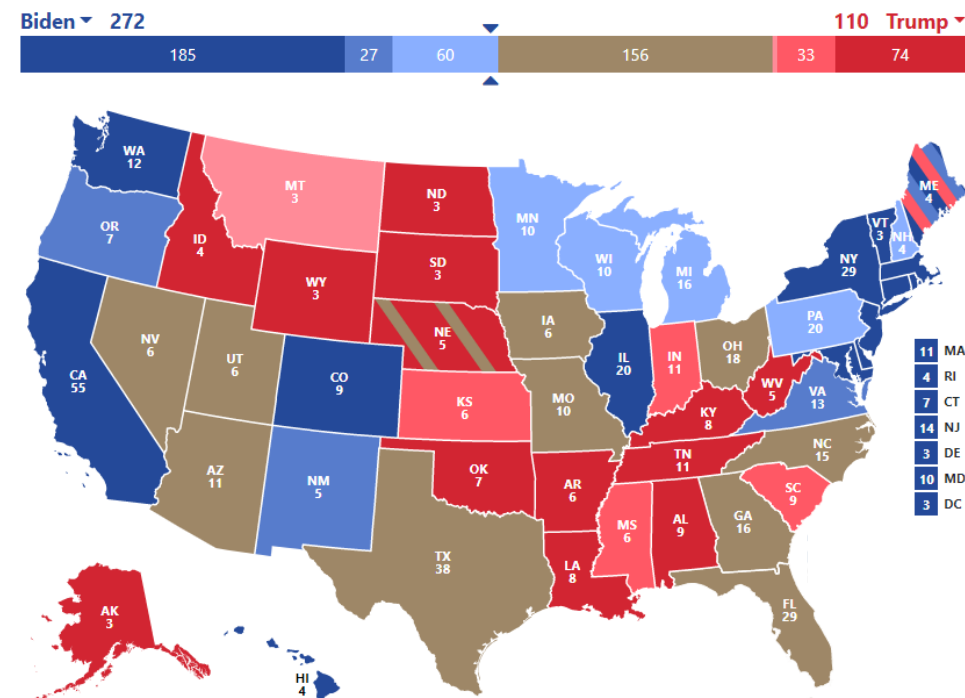 Biden 272
110 Trump
185 27 60 156 33 74
WA
12
OR
7
CA
55
NV
6
ID
4
MT
3
WY
3
UT
6
AZ
11
CO
9
NM
5
ND
3
SD
3
NE
5
KS
6
OK
7
TX
38
MN
10
IA
6
MO
10
AR
6
LA
8
WI
10
IL
20
MI
16
IN
11
OH
18
KY
8
TN
11
MS
6
AL
9
GA
16
FL
29
SC
9
NC
15
VA
13
WV
5
PA
20
NY
29
VT
3
NH
4
ME
4
11 MA
4 RI
7 CT
14 NJ
3 DE
10 MD
3 DC
AK
3
HI
4